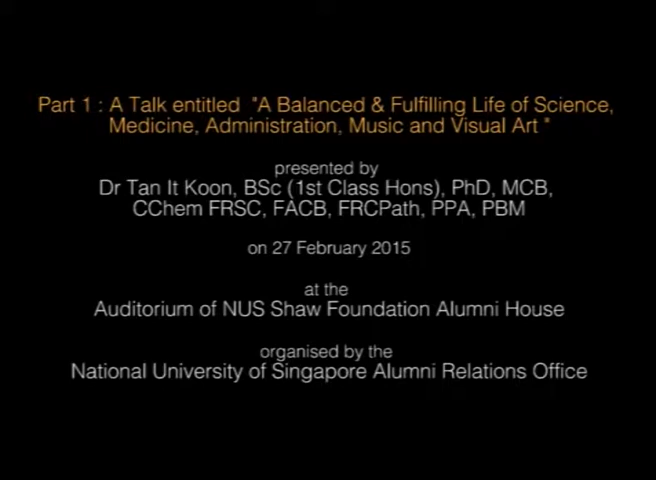 Part 1 : A Talk entitled "A Balanced & Fulfilling Life of Science,
Medicine, Administration, Music and Visual Art "
presented by
Dr Tan It Koon, BSc (1st Class Hons), PhD, MCB,
CChem FRSC, FACB, FRCPath, PPA, PBM
on 27 February 2015
at the
Auditorium of NUS Shaw Foundation Alumni House
organised by the
National University of Singapore Alumni Relations Office